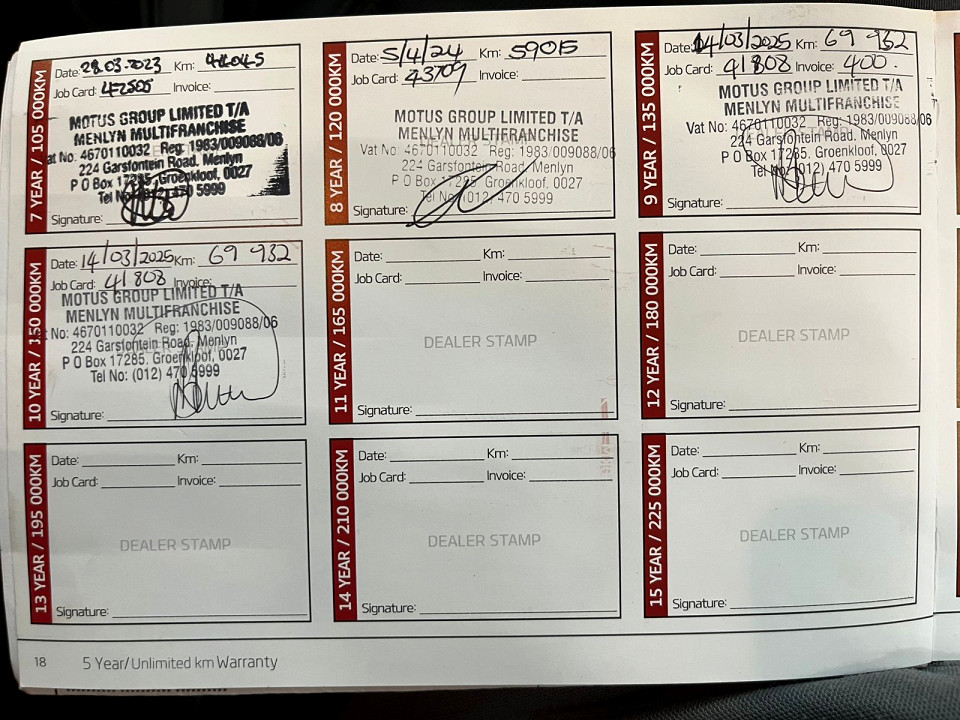 7 YEAR / 105 000KM
Date: 28.03.2023 Km:
Job Card: 42505 Invoice:
MOTUS GROUP LIMITED T/A
MENLYN MULTIFRANCHISE
Vat No: 4670110032 Reg: 1983/009088/06
224 Garsfontein Road, Menlyn
P O Box 17285, Groenkloof, 0027
Tel No: (012) 470 5999
Signature:
8 YEAR / 120 000KM
Date: 5/4/24 Km: 59015
Job Card: 43709 Invoice:
MOTUS GROUP LIMITED T/A
MENLYN MULTIFRANCHISE
Vat No: 4670110032 Reg: 1983/009088/06
224 Garsfontein Road, Menlyn
P O Box 17285, Groenkloof, 0027
Tel No: (012) 470 5999
Signature:
9 YEAR / 135 000KM
Date: 14/03/2025 Km: 69 932
Job Card: 41808 Invoice: 400.
MOTUS GROUP LIMITED T/A
MENLYN MULTIFRANCHISE
Vat No: 4670110032 Reg: 1983/009088/06
224 Garsfontein Road, Menlyn
P O Box 17285, Groenkloof, 0027
Tel No: (012) 470 5999
Signature:
10 YEAR / 150 000KM
Date: 14/03/2025 Km: 69 932
Job Card: 41808 Invoice:
MOTUS GROUP LIMITED T/A
MENLYN MULTIFRANCHISE
No: 4670110032 Reg: 1983/009088/06
224 Garsfontein Road, Menlyn
P O Box 17285, Groenkloof, 0027
Tel No: (012) 470 5999
Signature:
11 YEAR / 165 000KM
Date: Km:
Job Card: Invoice:
DEALER STAMP
Signature:
12 YEAR / 180 000KM
Date: Km:
Job Card: Invoice:
DEALER STAMP
Signature:
13 YEAR / 195 000KM
Date: Km:
Job Card: Invoice:
DEALER STAMP
Signature:
14 YEAR / 210 000KM
Date: Km:
Job Card: Invoice:
DEALER STAMP
Signature:
15 YEAR / 225 000KM
Date: Km:
Job Card: Invoice:
DEALER STAMP
Signature:
18 5 Year/Unlimited km Warranty